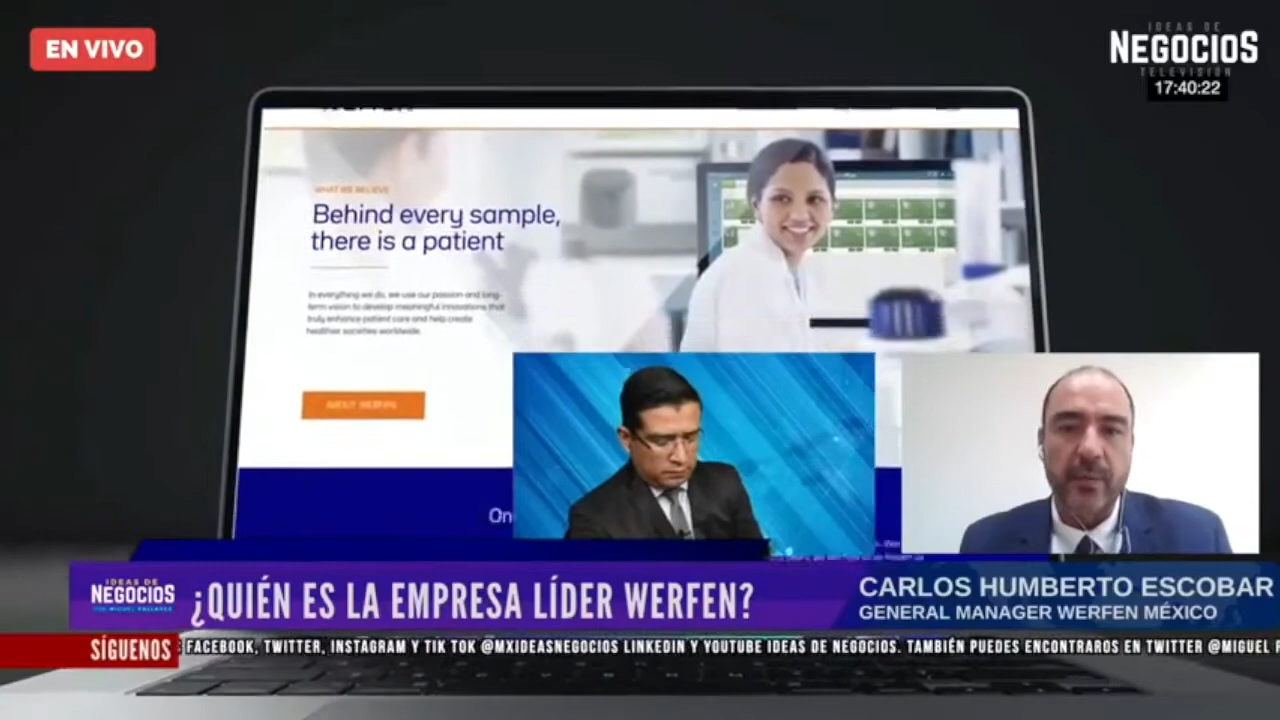 EN VIVO
IDEAS DE
NEGOCIOS
TELEVISIÓN
17:40:22
WHAT WE BELIEVE
Behind every sample,
there is a patient
In everything we do, we use our passion and long-
term vision to develop meaningful innovations that
truly enhance patient care and help create
healthier societies worldwide.
ABOUT WERFEN
On
IDEAS DE
NEGOCIOS
CON MIGUEL PALLARES
¿QUIÉN ES LA EMPRESA LÍDER WERFEN?
CARLOS HUMBERTO ESCOBAR
GENERAL MANAGER WERFEN MÉXICO
SÍGUENOS
FACEBOOK, TWITTER, INSTAGRAM Y TIK TOK @MXIDEASNEGOCIOS LINKEDIN Y YOUTUBE IDEAS DE NEGOCIOS. TAMBIÉN PUEDES ENCONTRAROS EN TWITTER @MIGUEL